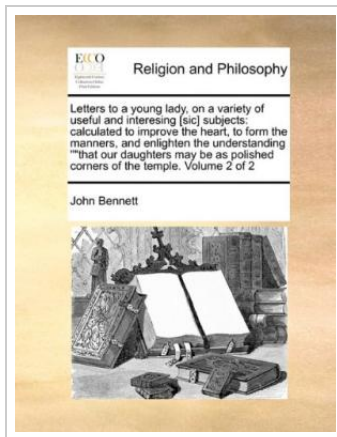 ECCO
Religion and Philosophy
Letters to a young lady, on a variety of
useful and interesing [sic] subjects:
calculated to improve the heart, to form the
manners, and enlighten the understanding
""that our daughters may be as polished
corners of the temple. Volume 2 of 2
John Bennett